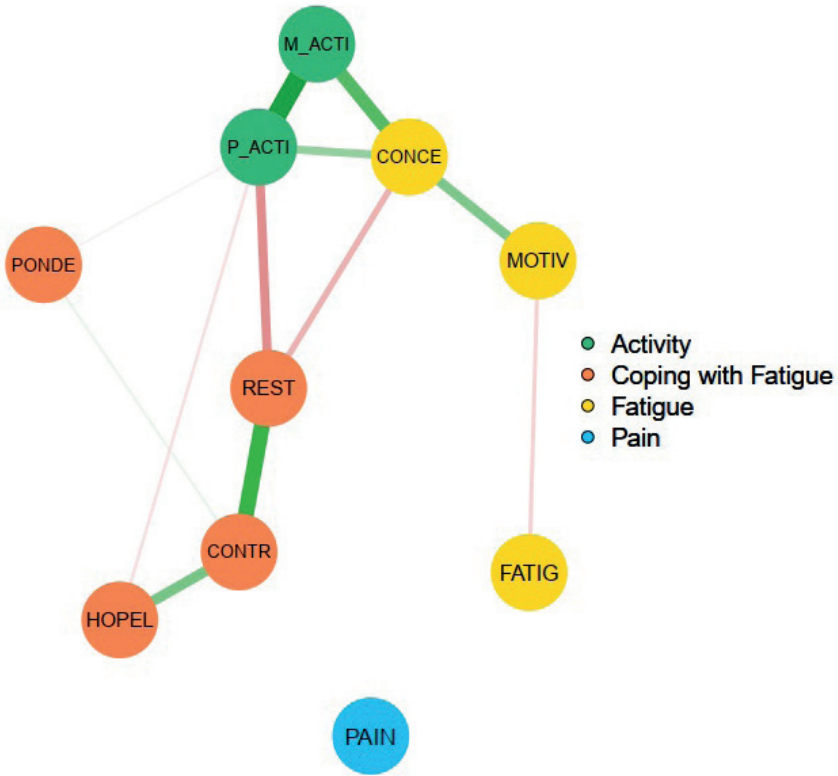 M_ACTI
P_ACTI
CONCE
PONDE
MOTIV
Activity
Coping with Fatigue
Fatigue
Pain
REST
CONTR
FATIG
HOPEL
PAIN